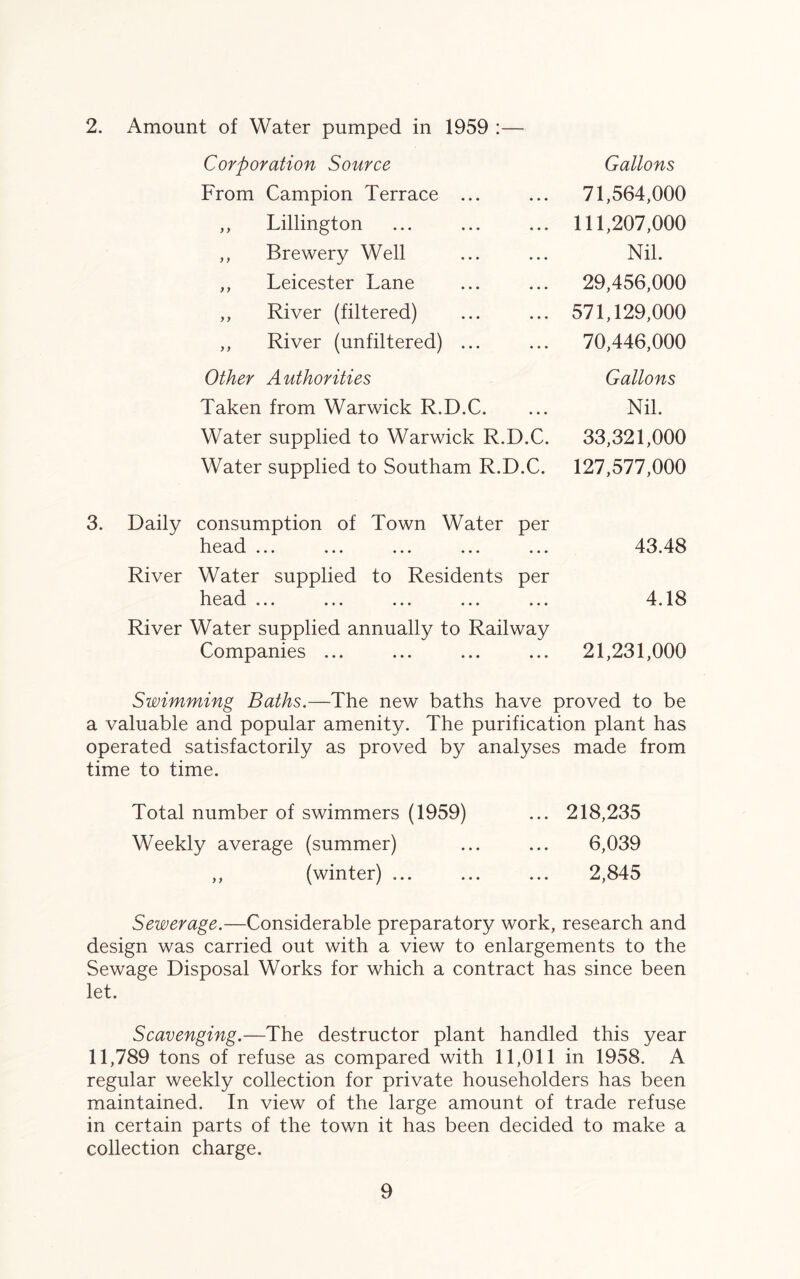 2. Amount of Water pumped in 1959 :—
Corporation Source Gallons
From Campion Terrace ... ... 71,564,000
,, Lillington ... ... ... 111,207,000
,, Brewery Well ... ... Nil.
,, Leicester Lane ... ... 29,456,000
,, River (filtered) ... ... 571,129,000
,, River (unfiltered) ... ... 70,446,000
Other Authorities Gallons
Taken from Warwick R.D.C. ... Nil.
Water supplied to Warwick R.D.C. 33,321,000
Water supplied to Southam R.D.C. 127,577,000
3. Daily consumption of Town Water per
head ... ... ... ... ... 43.48
River Water supplied to Residents per
head ... ... ... ... ... 4.18
River Water supplied annually to Railway
Companies ... ... ... ... 21,231,000
Swimming Baths.—The new baths have proved to be
a valuable and popular amenity. The purification plant has
operated satisfactorily as proved by analyses made from
time to time.
Total number of swimmers (1959) ... 218,235
Weekly average (summer) ... ... 6,039
,, (winter) ... ... ... 2,845
Sewerage.—Considerable preparatory work, research and
design was carried out with a view to enlargements to the
Sewage Disposal Works for which a contract has since been
let.
Scavenging.—The destructor plant handled this year
11,789 tons of refuse as compared with 11,011 in 1958. A
regular weekly collection for private householders has been
maintained. In view of the large amount of trade refuse
in certain parts of the town it has been decided to make a
collection charge.
9